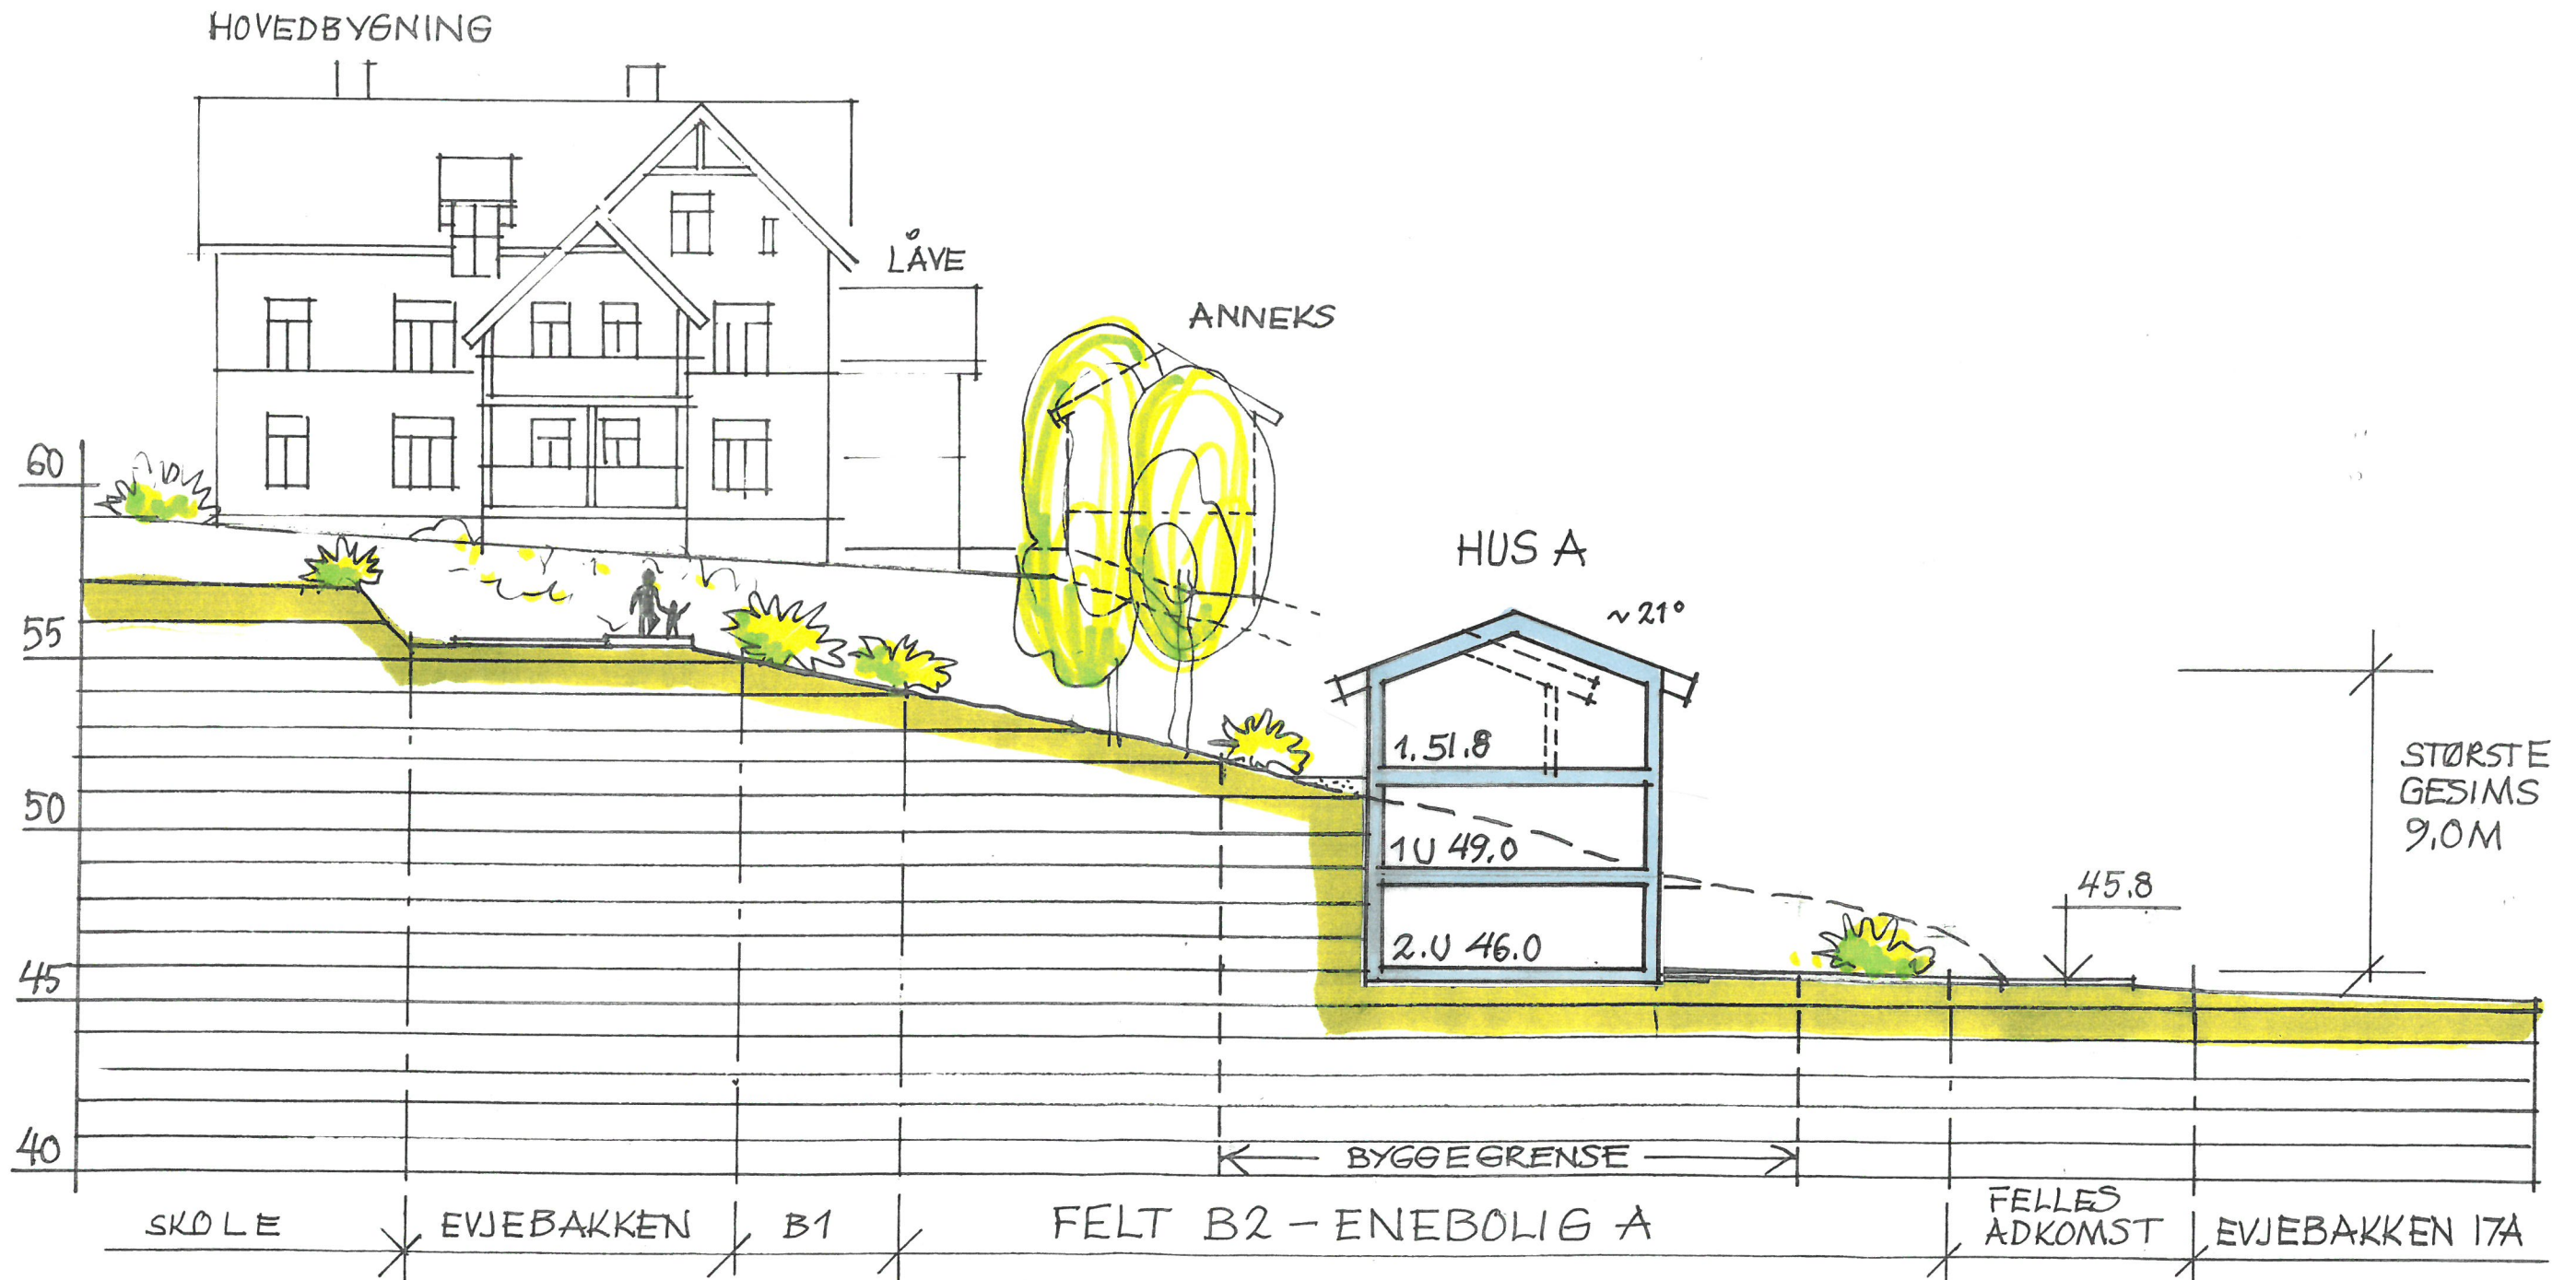 HOVEDBYGNING
LÅVE
ANNEKS
60
55
50
45
40
HUS A
~21°
1.51.8
1U 49.0
2.U 46.0
STØRSTE
GESIMS
9,0M
45.8
BYGGEGRENSE
SKOLE
EVJEBAKKEN
B1
FELT B2 - ENEBOLIG A
FELLES
ADKOMST
EVJEBAKKEN 17A